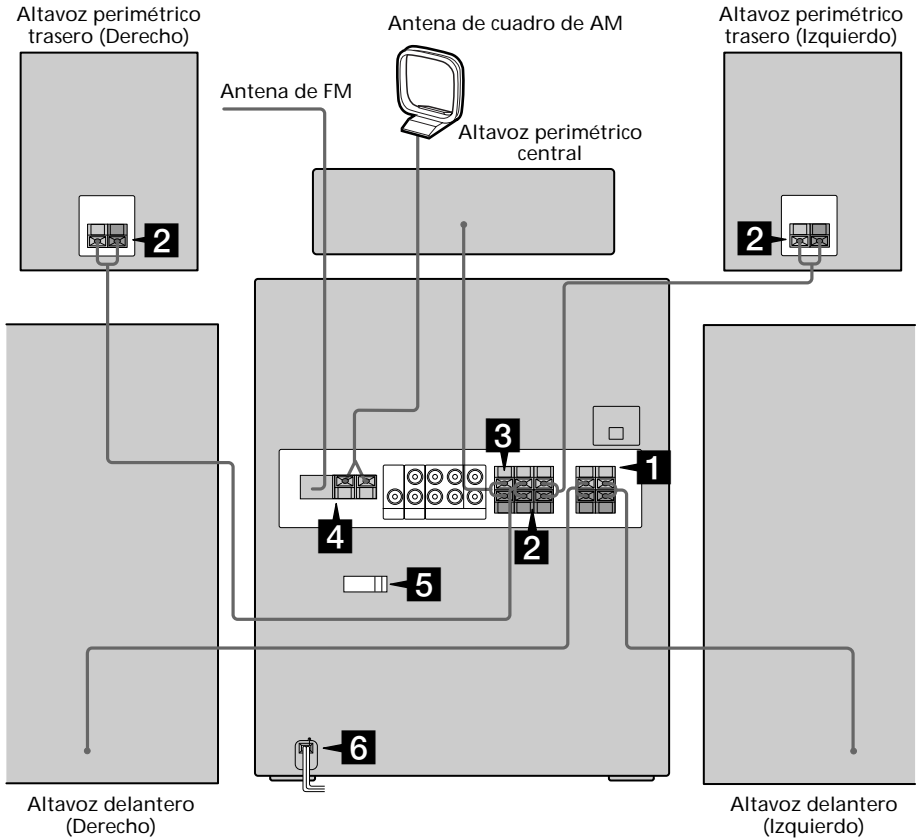 Altavoz perimétrico
trasero (Derecho)
Antena de cuadro de AM
Altavoz perimétrico
trasero (Izquierdo)
Antena de FM
Altavoz perimétrico
central
2
2
3
1
4
2
5
6
Altavoz delantero
(Derecho)
Altavoz delantero
(Izquierdo)